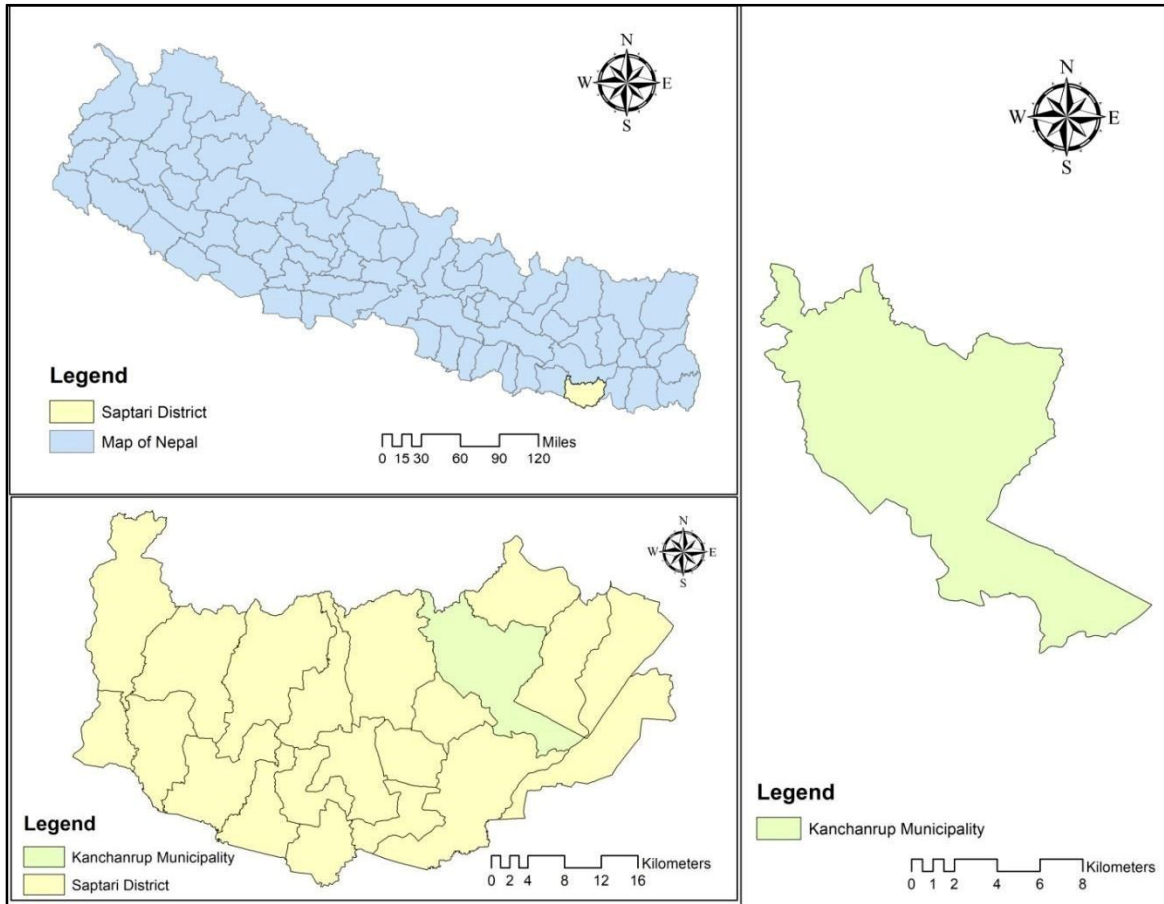 N
W E
S
Legend
Saptari District
Map of Nepal
Miles
0 15 30 60 90 120
N
W E
S
Legend
Kanchanrup Municipality
Saptari District
Kilometers
0 2 4 8 12 16
N
W E
S
Legend
Kanchanrup Municipality
Kilometers
0 1 2 4 6 8